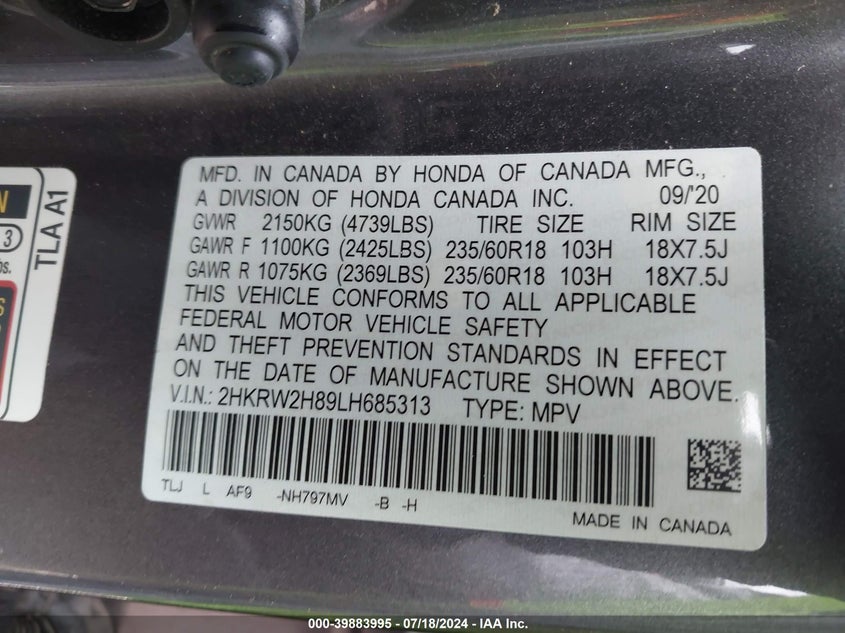 MFD. IN CANADA BY HONDA OF CANADA MFG.,
A DIVISION OF HONDA CANADA INC. 09/'20
GVWR 2150KG (4739LBS) TIRE SIZE RIM SIZE
GAWR F 1100KG (2425LBS) 235/60R18 103H 18X7.5J
GAWR R 1075KG (2369LBS) 235/60R18 103H 18X7.5J
THIS VEHICLE CONFORMS TO ALL APPLICABLE
FEDERAL MOTOR VEHICLE SAFETY
AND THEFT PREVENTION STANDARDS IN EFFECT
ON THE DATE OF MANUFACTURE SHOWN ABOVE.
V.I.N.: 2HKRW2H89LH685313 TYPE: MPV
TLJ L AF9 -NH797MV -B -H
MADE IN CANADA
TLA A1
3
000-39883995 - 07/18/2024 - IAA Inc.